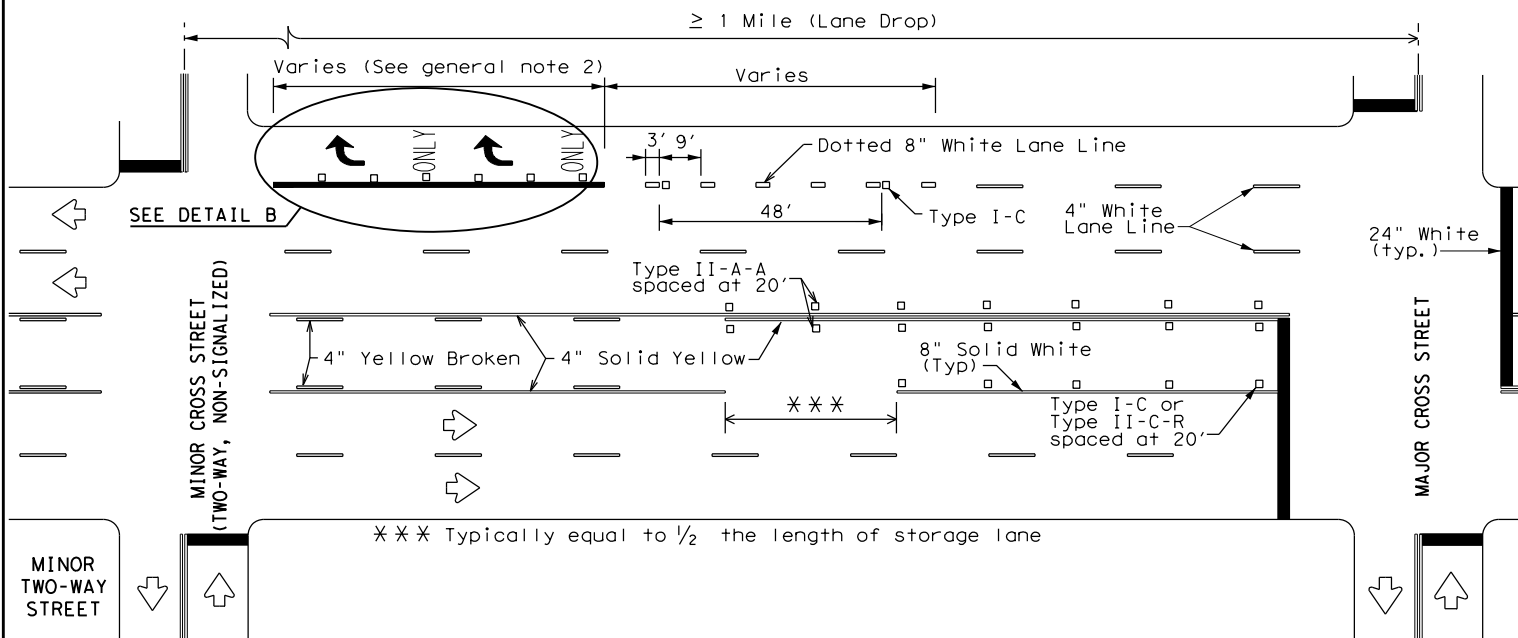 ≥ 1 Mile (Lane Drop)
Varies (See general note 2)
Varies
ONLY
ONLY
3'
9'
Dotted 8" White Lane Line
SEE DETAIL B
48'
Type I-C
4" White
Lane Line
24" White
(typ.)
Type II-A-A
spaced at 20'
MINOR CROSS STREET
(TWO-WAY, NON-SIGNALIZED)
4" Yellow Broken
4" Solid Yellow
8" Solid White
(Typ)
MAJOR CROSS STREET
***
Type I-C or
Type II-C-R
spaced at 20'
*** Typically equal to ½ the length of storage lane
MINOR
TWO-WAY
STREET